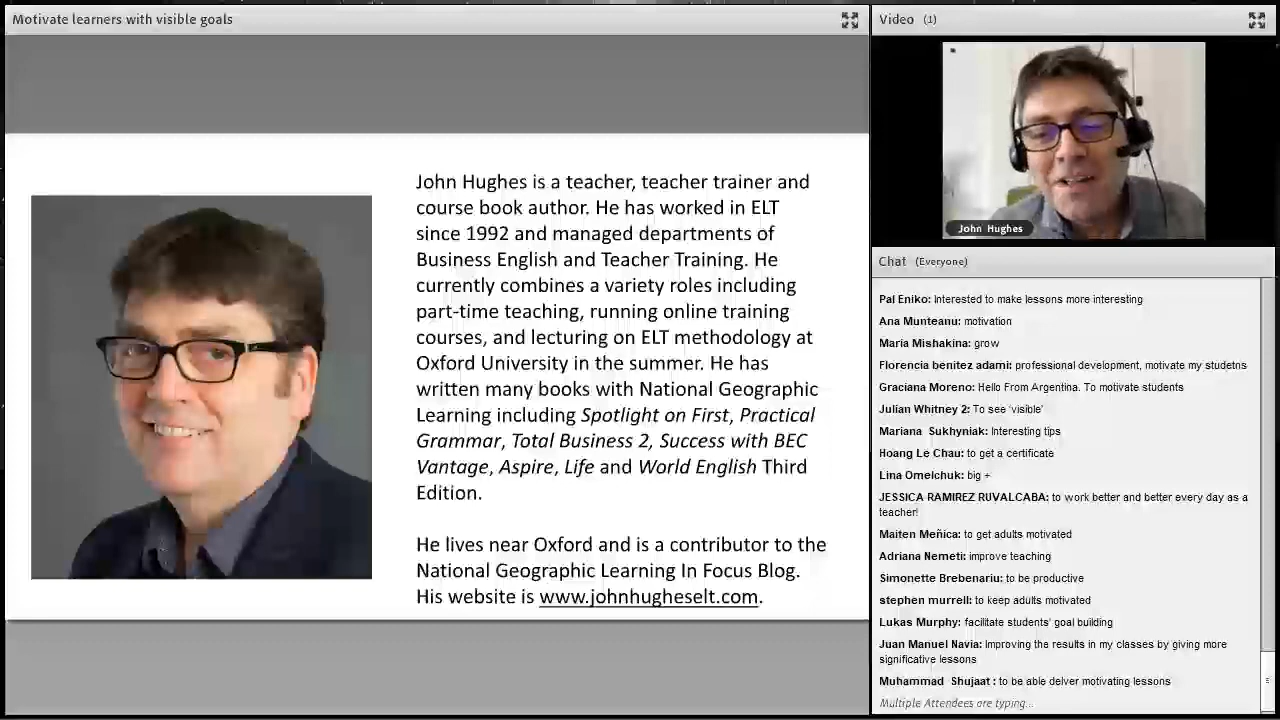 Motivate learners with visible goals
John Hughes is a teacher, teacher trainer and
course book author. He has worked in ELT
since 1992 and managed departments of
Business English and Teacher Training. He
currently combines a variety roles including
part-time teaching, running online training
courses, and lecturing on ELT methodology at
Oxford University in the summer. He has
written many books with National Geographic
Learning including Spotlight on First, Practical
Grammar, Total Business 2, Success with BEC
Vantage, Aspire, Life and World English Third
Edition.
He lives near Oxford and is a contributor to the
National Geographic Learning In Focus Blog.
His website is www.johnhugheselt.com.
Video (1)
John Hughes
Chat (Everyone)
Pal Eniko: Interested to make lessons more interesting
Ana Munteanu: motivation
Maria Mishakina: grow
Florencia benitez adami: professional development, motivate my studetns
Graciana Moreno: Hello From Argentina. To motivate students
Julian Whitney 2: To see 'visible'
Mariana Sukhyniak: Interesting tips
Hoang Le Chau: to get a certificate
Lina Omelchuk: big +
JESSICA RAMIREZ RUVALCABA: to work better and better every day as a
teacher!
Maiten Meñica: to get adults motivated
Adriana Nemeti: improve teaching
Simonette Brebenariu: to be productive
stephen murrell: to keep adults motivated
Lukas Murphy: facilitate students' goal building
Juan Manuel Navia: Improving the results in my classes by giving more
significative lessons
Muhammad Shujaat : to be able delver motivating lessons
Multiple Attendees are typing...